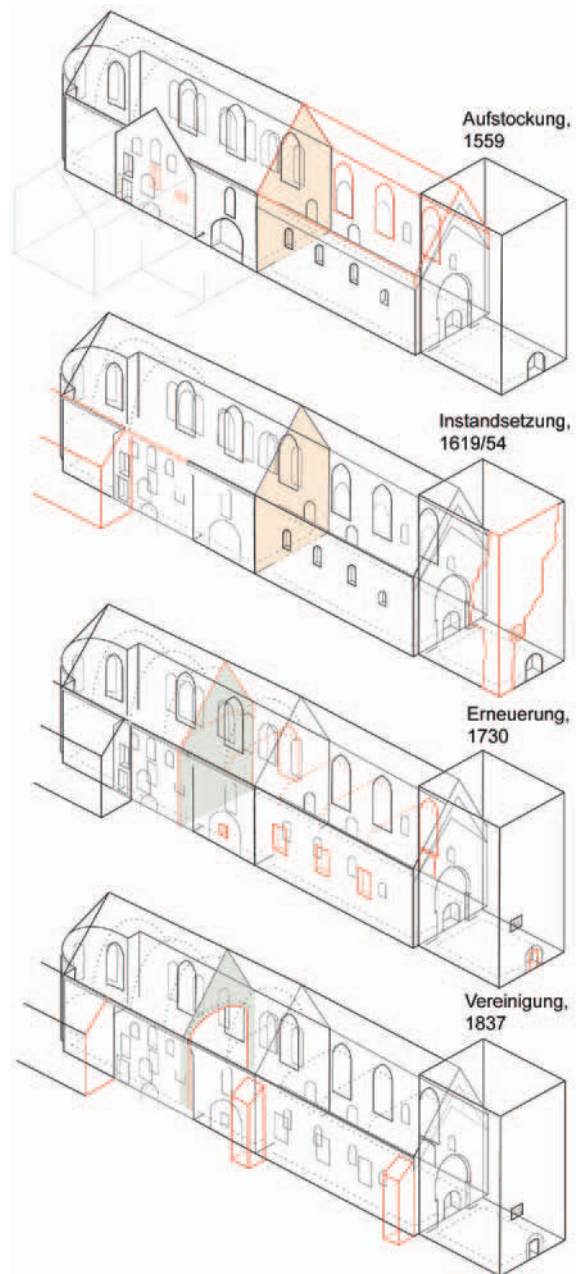 Aufstockung,
1559
Instandsetzung,
1619/54
Erneuerung,
1730
Vereinigung,
1837